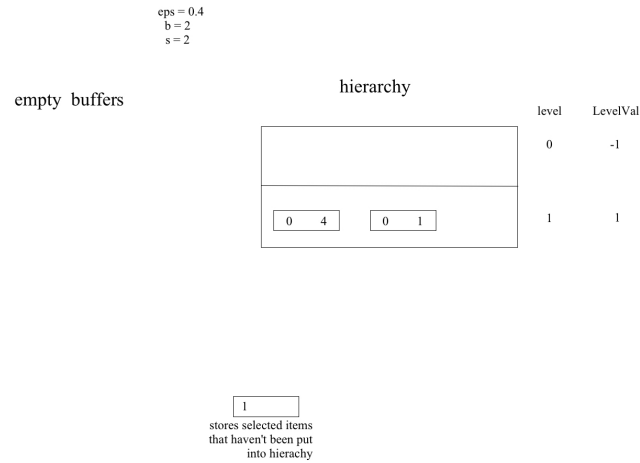 eps = 0.4
b = 2
s = 2
hierarchy
empty buffers
level LevelVal
0 -1
0 4 0 1 1 1
1
stores selected items
that haven't been put
into hierachy